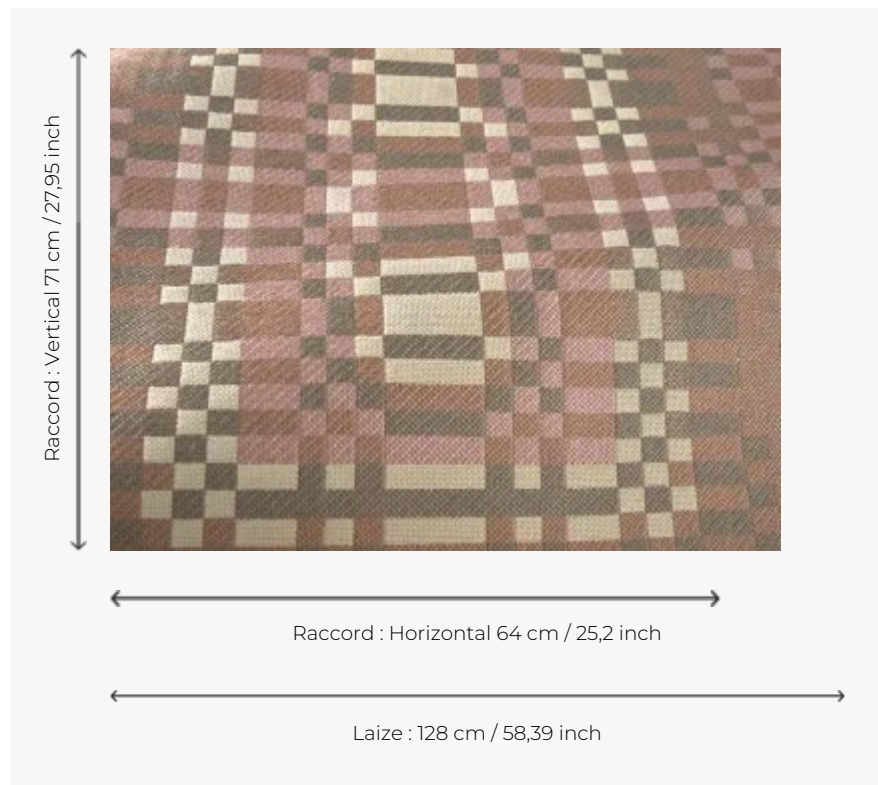 Raccord : Vertical 71 cm / 27,95 inch
Raccord : Horizontal 64 cm / 25,2 inch
Laize : 128 cm / 58,39 inch